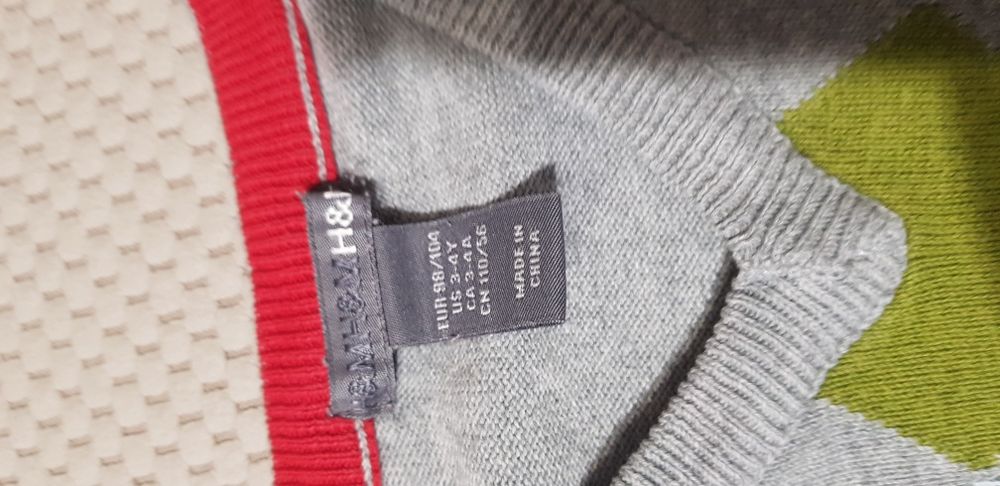 H&M H&M H&
EUR 98/104
US 3-4Y
CA 3-4A
CN 110/56
MADE IN
CHINA